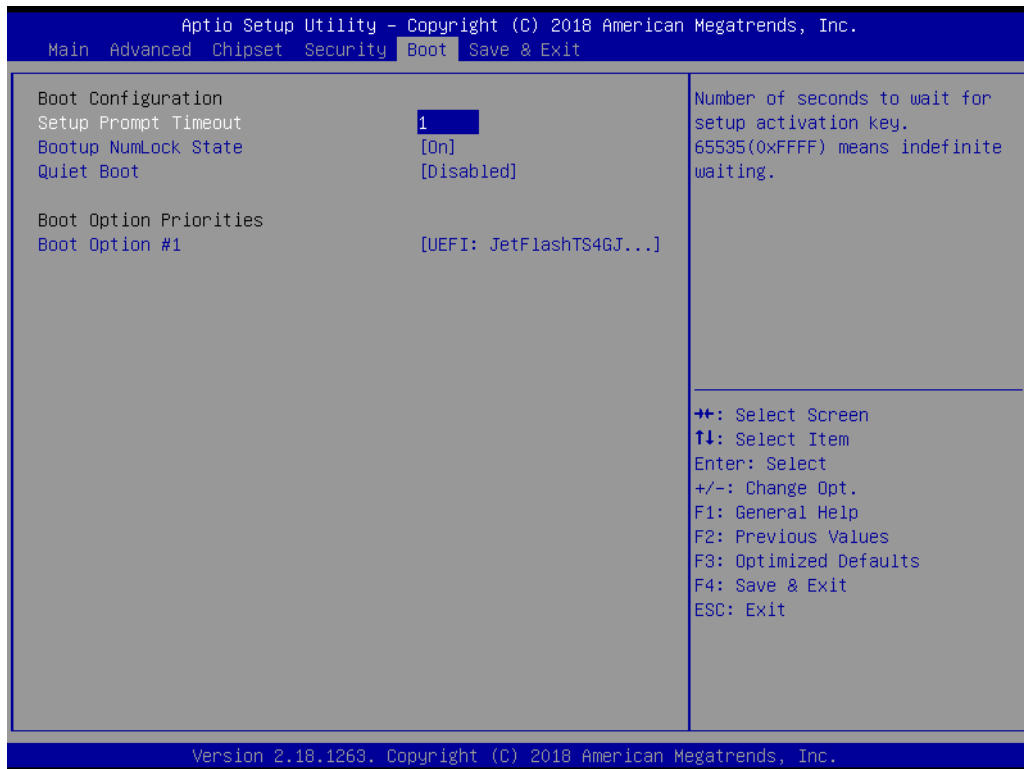 Aptio Setup Utility – Copyright (C) 2018 American Megatrends, Inc.
Main Advanced Chipset Security Boot Save & Exit
Boot Configuration
Setup Prompt Timeout 1
Bootup NumLock State [On]
Quiet Boot [Disabled]
Boot Option Priorities
Boot Option #1 [UEFI: JetFlashTS4GJ...]
Number of seconds to wait for
setup activation key.
65535(0xFFFF) means indefinite
waiting.
→←: Select Screen
↑↓: Select Item
Enter: Select
+/-: Change Opt.
F1: General Help
F2: Previous Values
F3: Optimized Defaults
F4: Save & Exit
ESC: Exit
Version 2.18.1263. Copyright (C) 2018 American Megatrends, Inc.